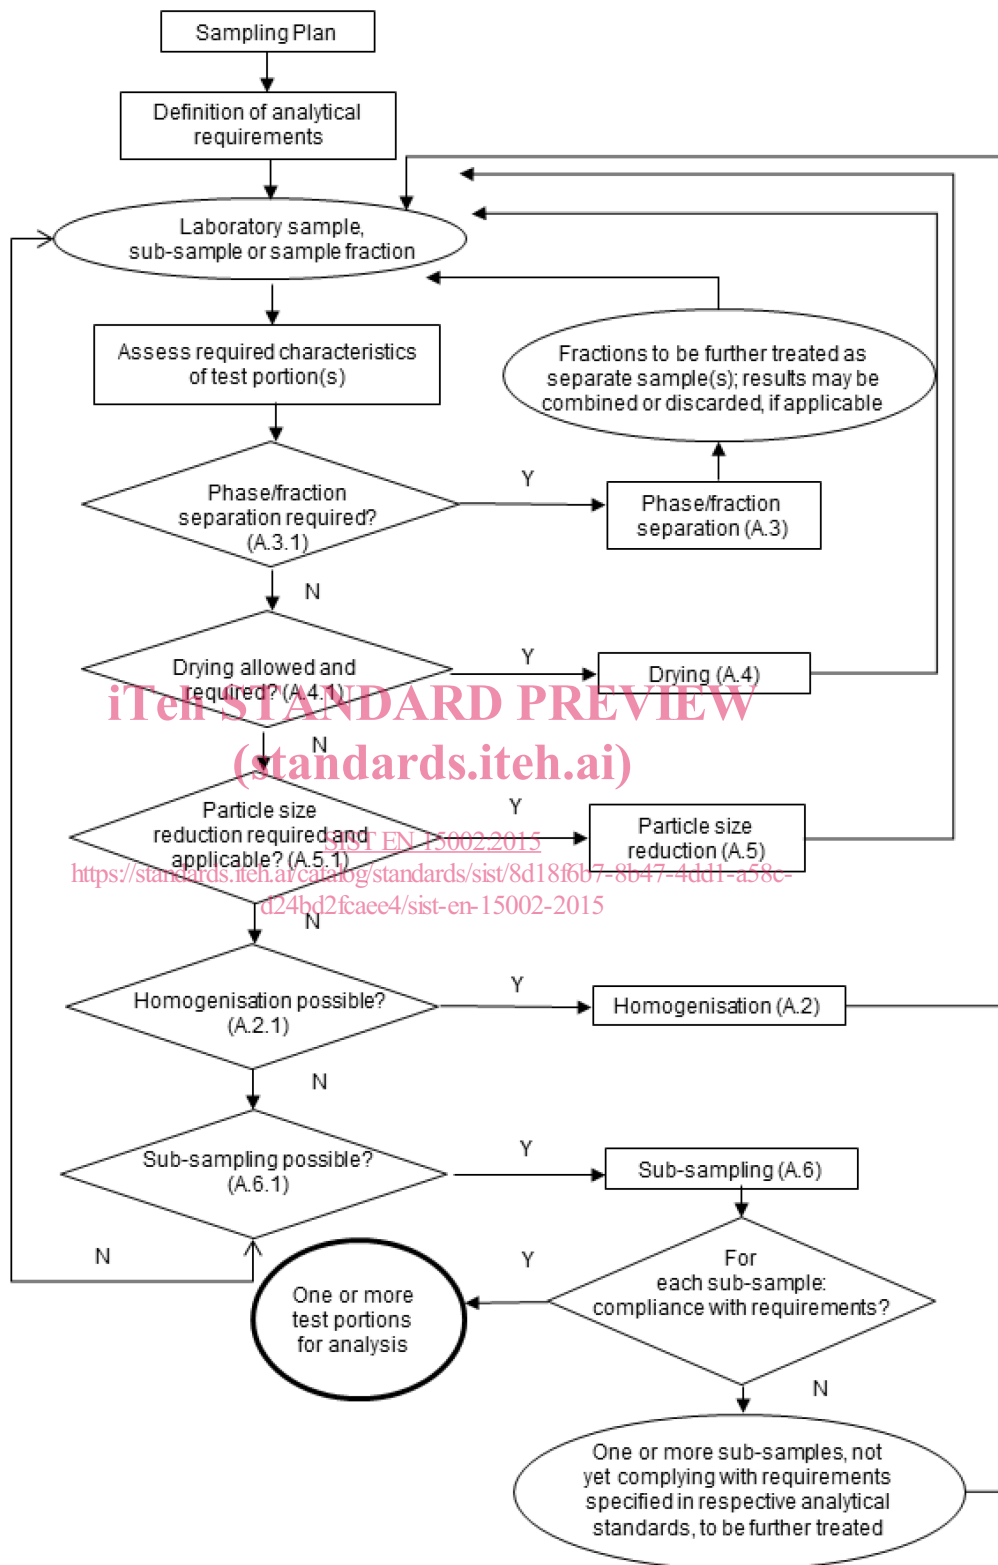 Sampling Plan
Definition of analytical
requirements
Laboratory sample,
sub-sample or sample fraction
Assess required characteristics
of test portion(s)
Fractions to be further treated as
separate sample(s); results may be
combined or discarded, if applicable
Phase/fraction
separation required?
(A.3.1)
Y
Phase/fraction
separation (A.3)
N
Drying allowed and
required? (A.4.1)
Y
Drying (A.4)
iTeh STANDARD PREVIEW
N
(standards.iteh.ai)
Particle size
reduction required and
applicable? (A.5.1)
Y
Particle size
reduction (A.5)
SIST EN 15002:2015
https://standards.iteh.ai/catalog/standards/sist/8d18f6b7-8b47-4dd1-a58c-
d24bd2fcaee4/sist-en-15002-2015
N
Homogenisation possible?
(A.2.1)
Y
Homogenisation (A.2)
N
Sub-sampling possible?
(A.6.1)
Y
Sub-sampling (A.6)
N
For
each sub-sample:
compliance with requirements?
Y
One or more
test portions
for analysis
N
One or more sub-samples, not
yet complying with requirements
specified in respective analytical
standards, to be further treated